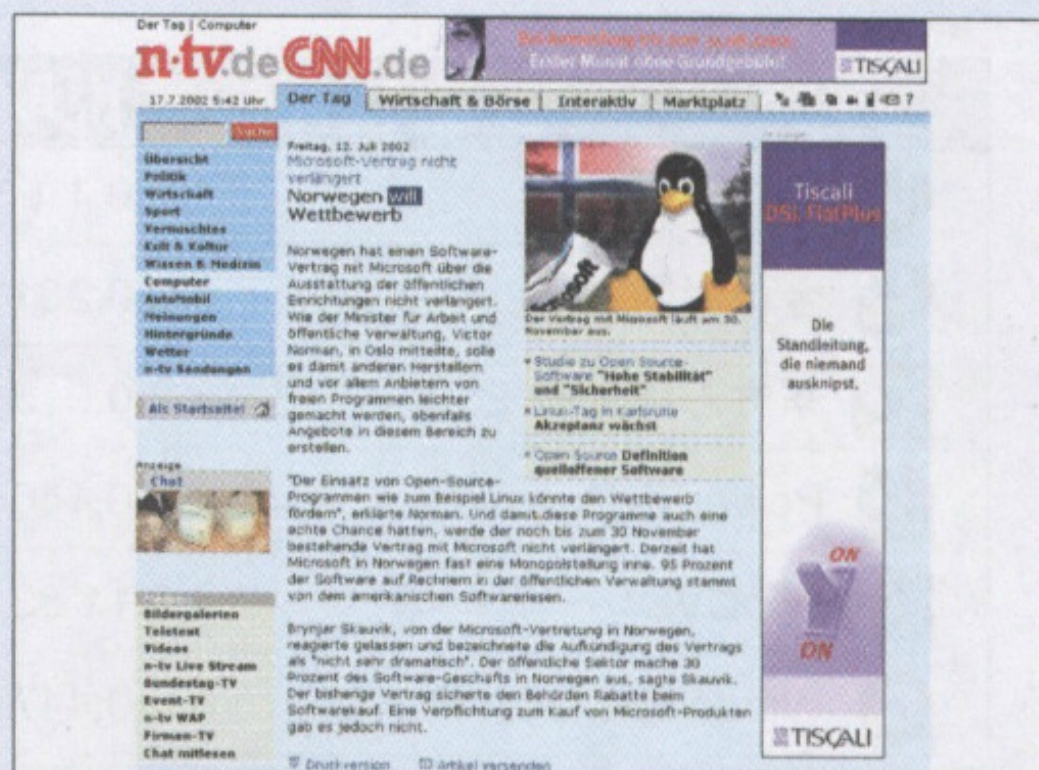 Der Tag | Computer
n-tv.de CNN.de
Erster Monat ohne Grundgebühr!
TISCALI
17.7.2002 5:42 Uhr
Der Tag | Wirtschaft & Börse | Interaktiv | Marktplatz | ?
Suche
Übersicht
Politik
Wirtschaft
Sport
Vermischtes
Kult & Kultur
Wissen & Medizin
Computer
AutoMobil
Meinungen
Hintergründe
Wetter
n-tv Sendungen
Als Startseite!
Anzeige
Chat
Bildergalerien
Teletext
Videos
n-tv Live Stream
Bundestag-TV
Event-TV
n-tv WAP
Firmen-TV
Chat mitlesen
Freitag, 12. Juli 2002
Microsoft-Vertrag nicht
verlängert
Norwegen will
Wettbewerb
Norwegen hat einen Software-
Vertrag mit Microsoft über die
Ausstattung der öffentlichen
Einrichtungen nicht verlängert.
Wie der Minister für Arbeit und
öffentliche Verwaltung, Victor
Norman, in Oslo mitteilte, solle
es damit anderen Herstellern
und vor allem Anbietern von
freien Programmen leichter
gemacht werden, ebenfalls
Angebote in diesem Bereich zu
erstellen.
Microsoft
Der Vertrag mit Microsoft läuft am 30.
November aus.
Studie zu Open Source-
Software "Hohe Stabilität"
und "Sicherheit"
Linux-Tag in Karlsruhe
Akzeptanz wächst
Open Source Definition
quelloffener Software
"Der Einsatz von Open-Source-
Programmen wie zum Beispiel Linux könnte den Wettbewerb
fördern", erklärte Norman. Und damit diese Programme auch eine
echte Chance hätten, werde der noch bis zum 30 November
bestehende Vertrag mit Microsoft nicht verlängert. Derzeit hat
Microsoft in Norwegen fast eine Monopolstellung inne. 95 Prozent
der Software auf Rechnern in der öffentlichen Verwaltung stammt
von dem amerikanischen Softwareriesen.
Brynjar Skauvik, von der Microsoft-Vertretung in Norwegen,
reagierte gelassen und bezeichnete die Aufkündigung des Vertrags
als "nicht sehr dramatisch". Der öffendliche Sektor mache 30
Prozent des Software-Geschäfts in Norwegen aus, sagte Skauvik.
Der bisherige Vertrag sicherte den Behörden Rabatte beim
Softwarekauf. Eine Verpflichtung zum Kauf von Microsoft-Produkten
gab es jedoch nicht.
Druckversion
Artikel versenden
Tiscali
DSL FlatPlus
Die
Standleitung,
die niemand
ausknipst.
ON
ON
TISCALI